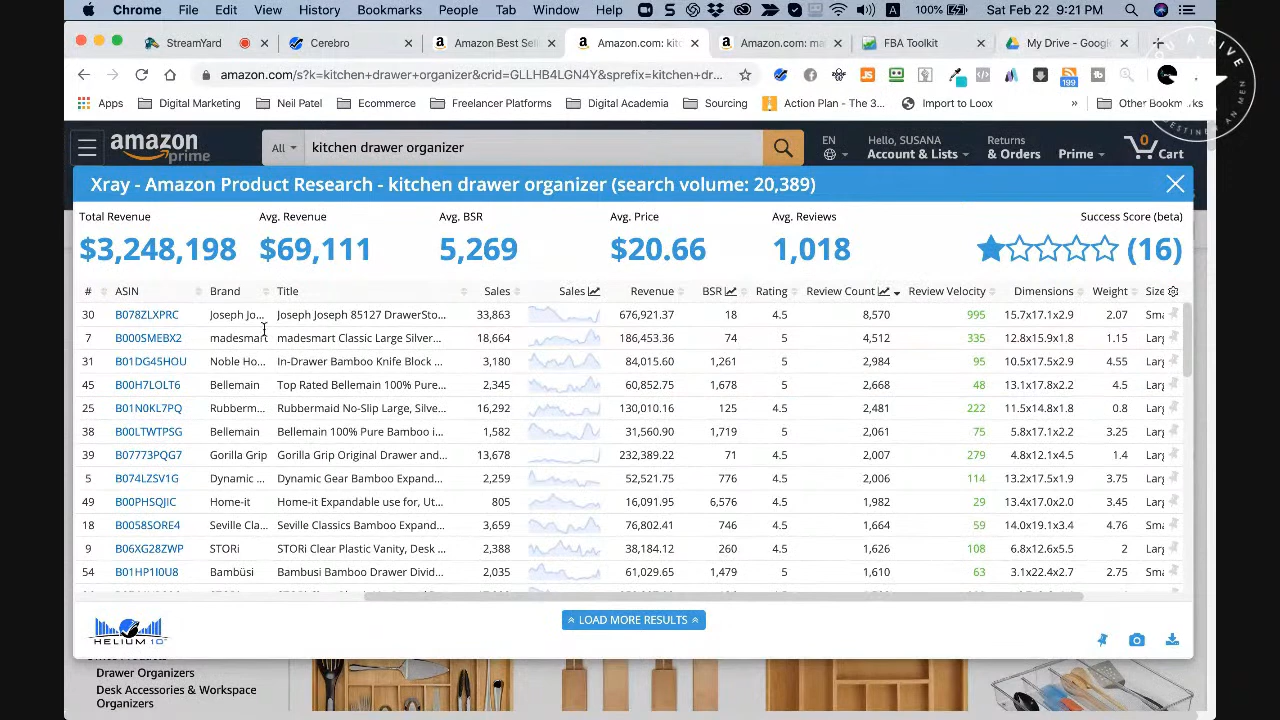 Chrome File Edit View History Bookmarks People Tab Window Help 100% Sat Feb 22 9:21 PM
StreamYard Cerebro Amazon Best Sel Amazon.com: kitc Amazon.com: ma FBA Toolkit My Drive - Googl
amazon.com/s?k=kitchen+drawer+organizer&crid=GLLHB4LGN4Y&sprefix=kitchen+dr... 199
Apps Digital Marketing Neil Patel Ecommerce Freelancer Platforms Digital Academia Sourcing Action Plan - The 3... Import to Loox » Other Bookmarks
amazon prime All kitchen drawer organizer EN Hello, SUSANA Account & Lists Returns & Orders Prime 0 Cart
Xray - Amazon Product Research - kitchen drawer organizer (search volume: 20,389)
Total Revenue Avg. Revenue Avg. BSR Avg. Price Avg. Reviews Success Score (beta)
$3,248,198 $69,111 5,269 $20.66 1,018 (16)
# ASIN Brand Title Sales Sales Revenue BSR Rating Review Count Review Velocity Dimensions Weight Size
30 B078ZLXPRC Joseph Jo... Joseph Joseph 85127 DrawerSto... 33,863 676,921.37 18 4.5 8,570 995 15.7x17.1x2.9 2.07 Sma
7 B000SMEBX2 madesmart madesmart Classic Large Silver... 18,664 186,453.36 74 4.5 4,512 335 12.8x15.9x1.8 1.15 Larg
31 B01DG45HOU Noble Ho... In-Drawer Bamboo Knife Block ... 3,180 84,015.60 1,261 5 2,984 95 10.5x17.5x2.9 4.55 Larg
45 B00H7LOLT6 Bellemain Top Rated Bellemain 100% Pure... 2,345 60,852.75 1,678 5 2,668 48 13.1x17.8x2.2 4.5 Larg
25 B01N0KL7PQ Rubberm... Rubbermaid No-Slip Large, Silve... 16,292 130,010.16 125 4.5 2,481 222 11.5x14.8x1.8 0.8 Larg
38 B00LTWTPSG Bellemain Bellemain 100% Pure Bamboo i... 1,582 31,560.90 1,719 5 2,061 75 5.8x17.1x2.2 3.25 Larg
39 B07773PQG7 Gorilla Grip Gorilla Grip Original Drawer and... 13,678 232,389.22 71 4.5 2,007 279 4.8x12.1x4.5 1.4 Larg
5 B074LZSV1G Dynamic ... Dynamic Gear Bamboo Expand... 2,259 52,521.75 776 4.5 2,006 114 13.2x17.5x1.9 3.75 Larg
49 B00PHSQJIC Home-it Home-it Expandable use for, Ut... 805 16,091.95 6,576 4.5 1,982 29 13.4x17.0x2.0 3.45 Larg
18 B0058SORE4 Seville Cla... Seville Classics Bamboo Expand... 3,659 76,802.41 746 4.5 1,664 59 14.0x19.1x3.4 4.76 Sma
9 B06XG28ZWP STORi STORi Clear Plastic Vanity, Desk ... 2,388 38,184.12 260 4.5 1,626 108 6.8x12.6x5.5 2 Larg
54 B01HP1I0U8 Bambüsi Bambusi Bamboo Drawer Divid... 2,035 61,029.65 1,479 5 1,610 63 3.1x22.4x2.7 2.75 Sma
LOAD MORE RESULTS
HELIUM 10
Drawer Organizers
Desk Accessories & Workspace
Organizers